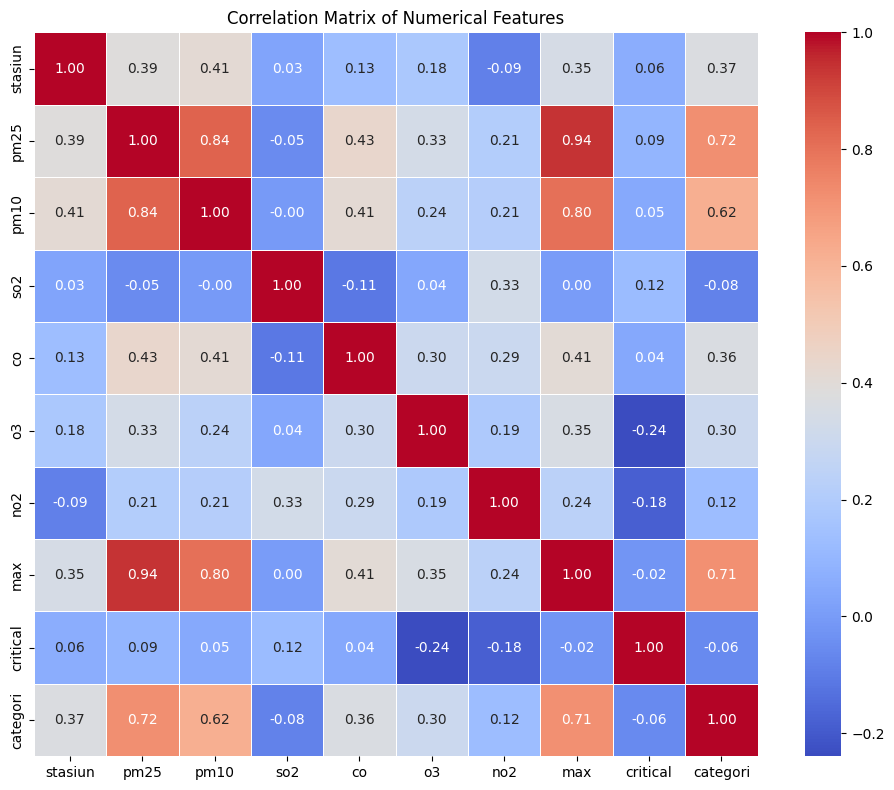 Correlation Matrix of Numerical Features
stasiun 1.00 0.39 0.41 0.03 0.13 0.18 -0.09 0.35 0.06 0.37
pm25 0.39 1.00 0.84 -0.05 0.43 0.33 0.21 0.94 0.09 0.72
pm10 0.41 0.84 1.00 -0.00 0.41 0.24 0.21 0.80 0.05 0.62
so2 0.03 -0.05 -0.00 1.00 -0.11 0.04 0.33 0.00 0.12 -0.08
co 0.13 0.43 0.41 -0.11 1.00 0.30 0.29 0.41 0.04 0.36
o3 0.18 0.33 0.24 0.04 0.30 1.00 0.19 0.35 -0.24 0.30
no2 -0.09 0.21 0.21 0.33 0.29 0.19 1.00 0.24 -0.18 0.12
max 0.35 0.94 0.80 0.00 0.41 0.35 0.24 1.00 -0.02 0.71
critical 0.06 0.09 0.05 0.12 0.04 -0.24 -0.18 -0.02 1.00 -0.06
categori 0.37 0.72 0.62 -0.08 0.36 0.30 0.12 0.71 -0.06 1.00
stasiun pm25 pm10 so2 co o3 no2 max critical categori
1.0
0.8
0.6
0.4
0.2
0.0
−0.2